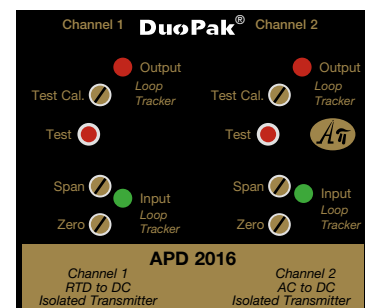 Channel 1 DuoPak® Channel 2
Output Output
Test Cal. Loop Tracker Test Cal. Loop Tracker
Test Test
Span Span
Input Input
Zero Loop Tracker Zero Loop Tracker
APD 2016
Channel 1 Channel 2
RTD to DC AC to DC
Isolated Transmitter Isolated Transmitter